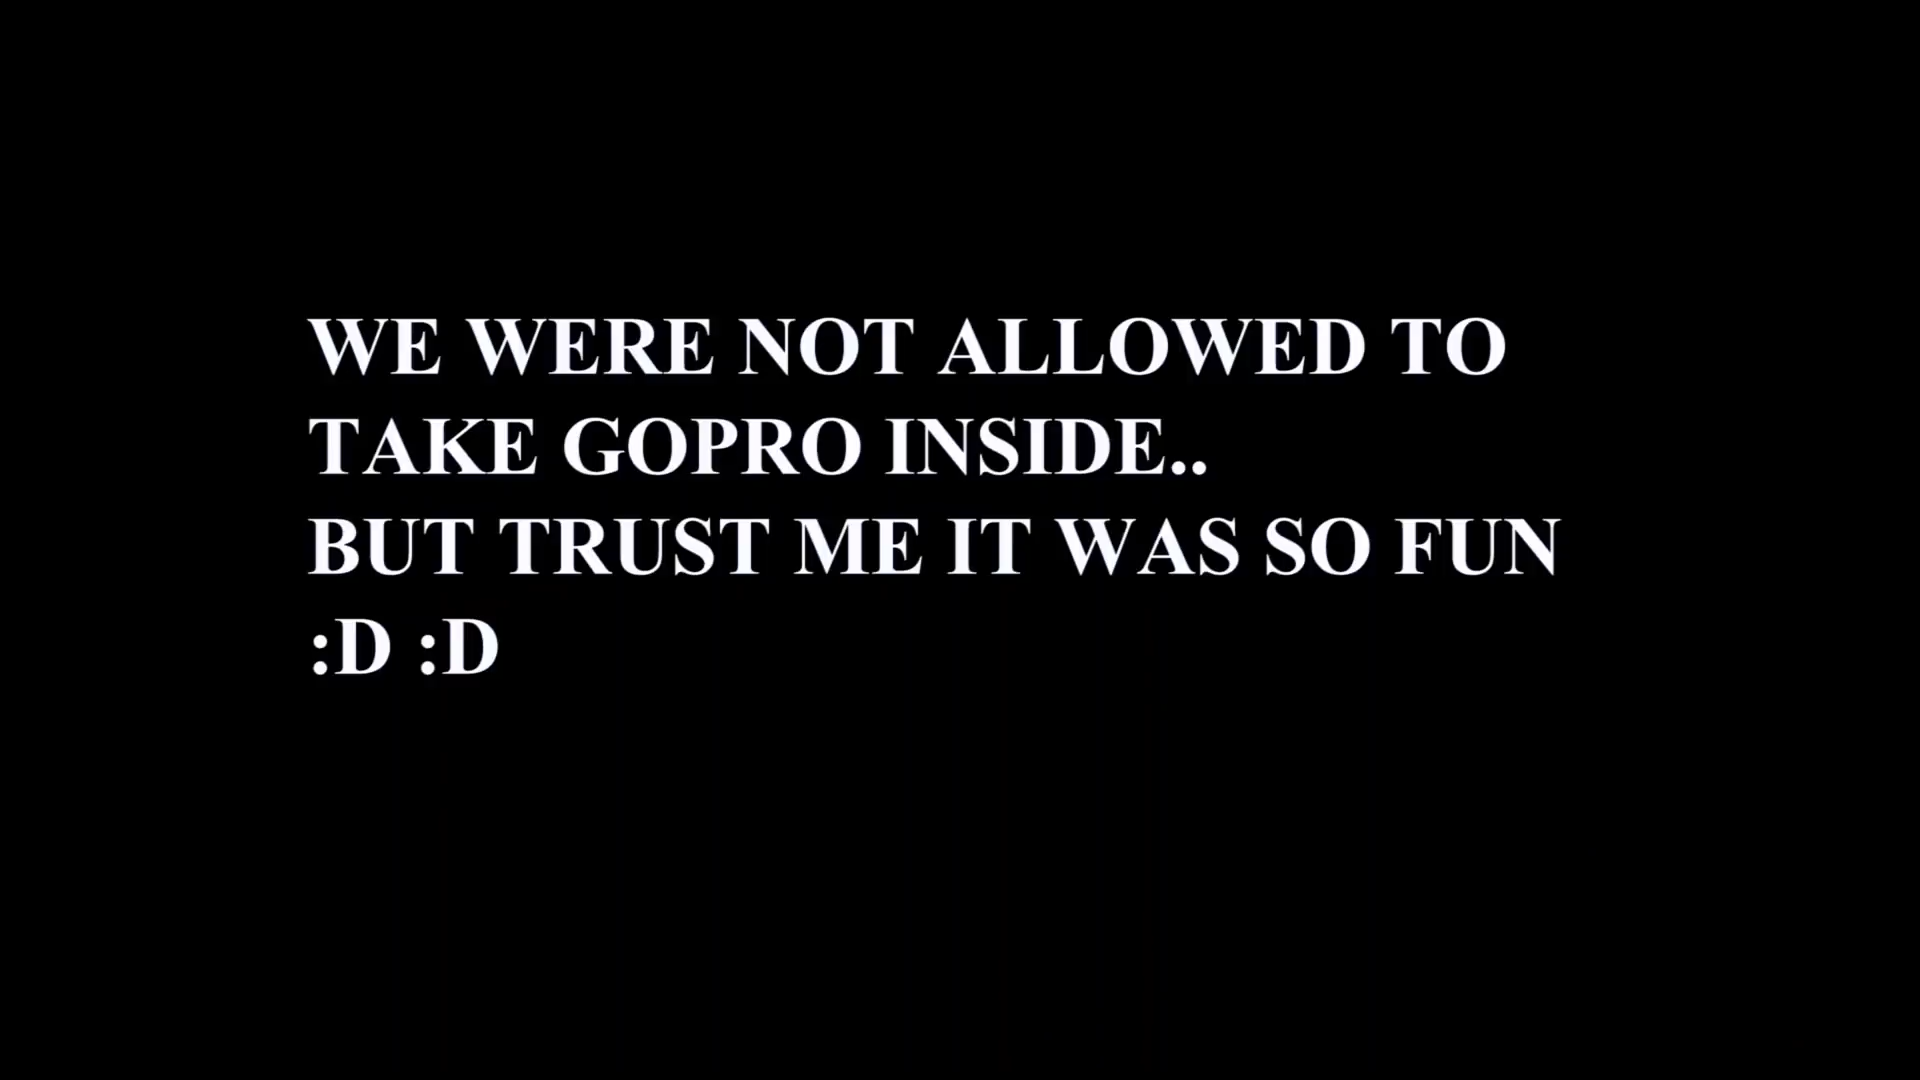 WE WERE NOT ALLOWED TO
TAKE GOPRO INSIDE..
BUT TRUST ME IT WAS SO FUN
:D :D